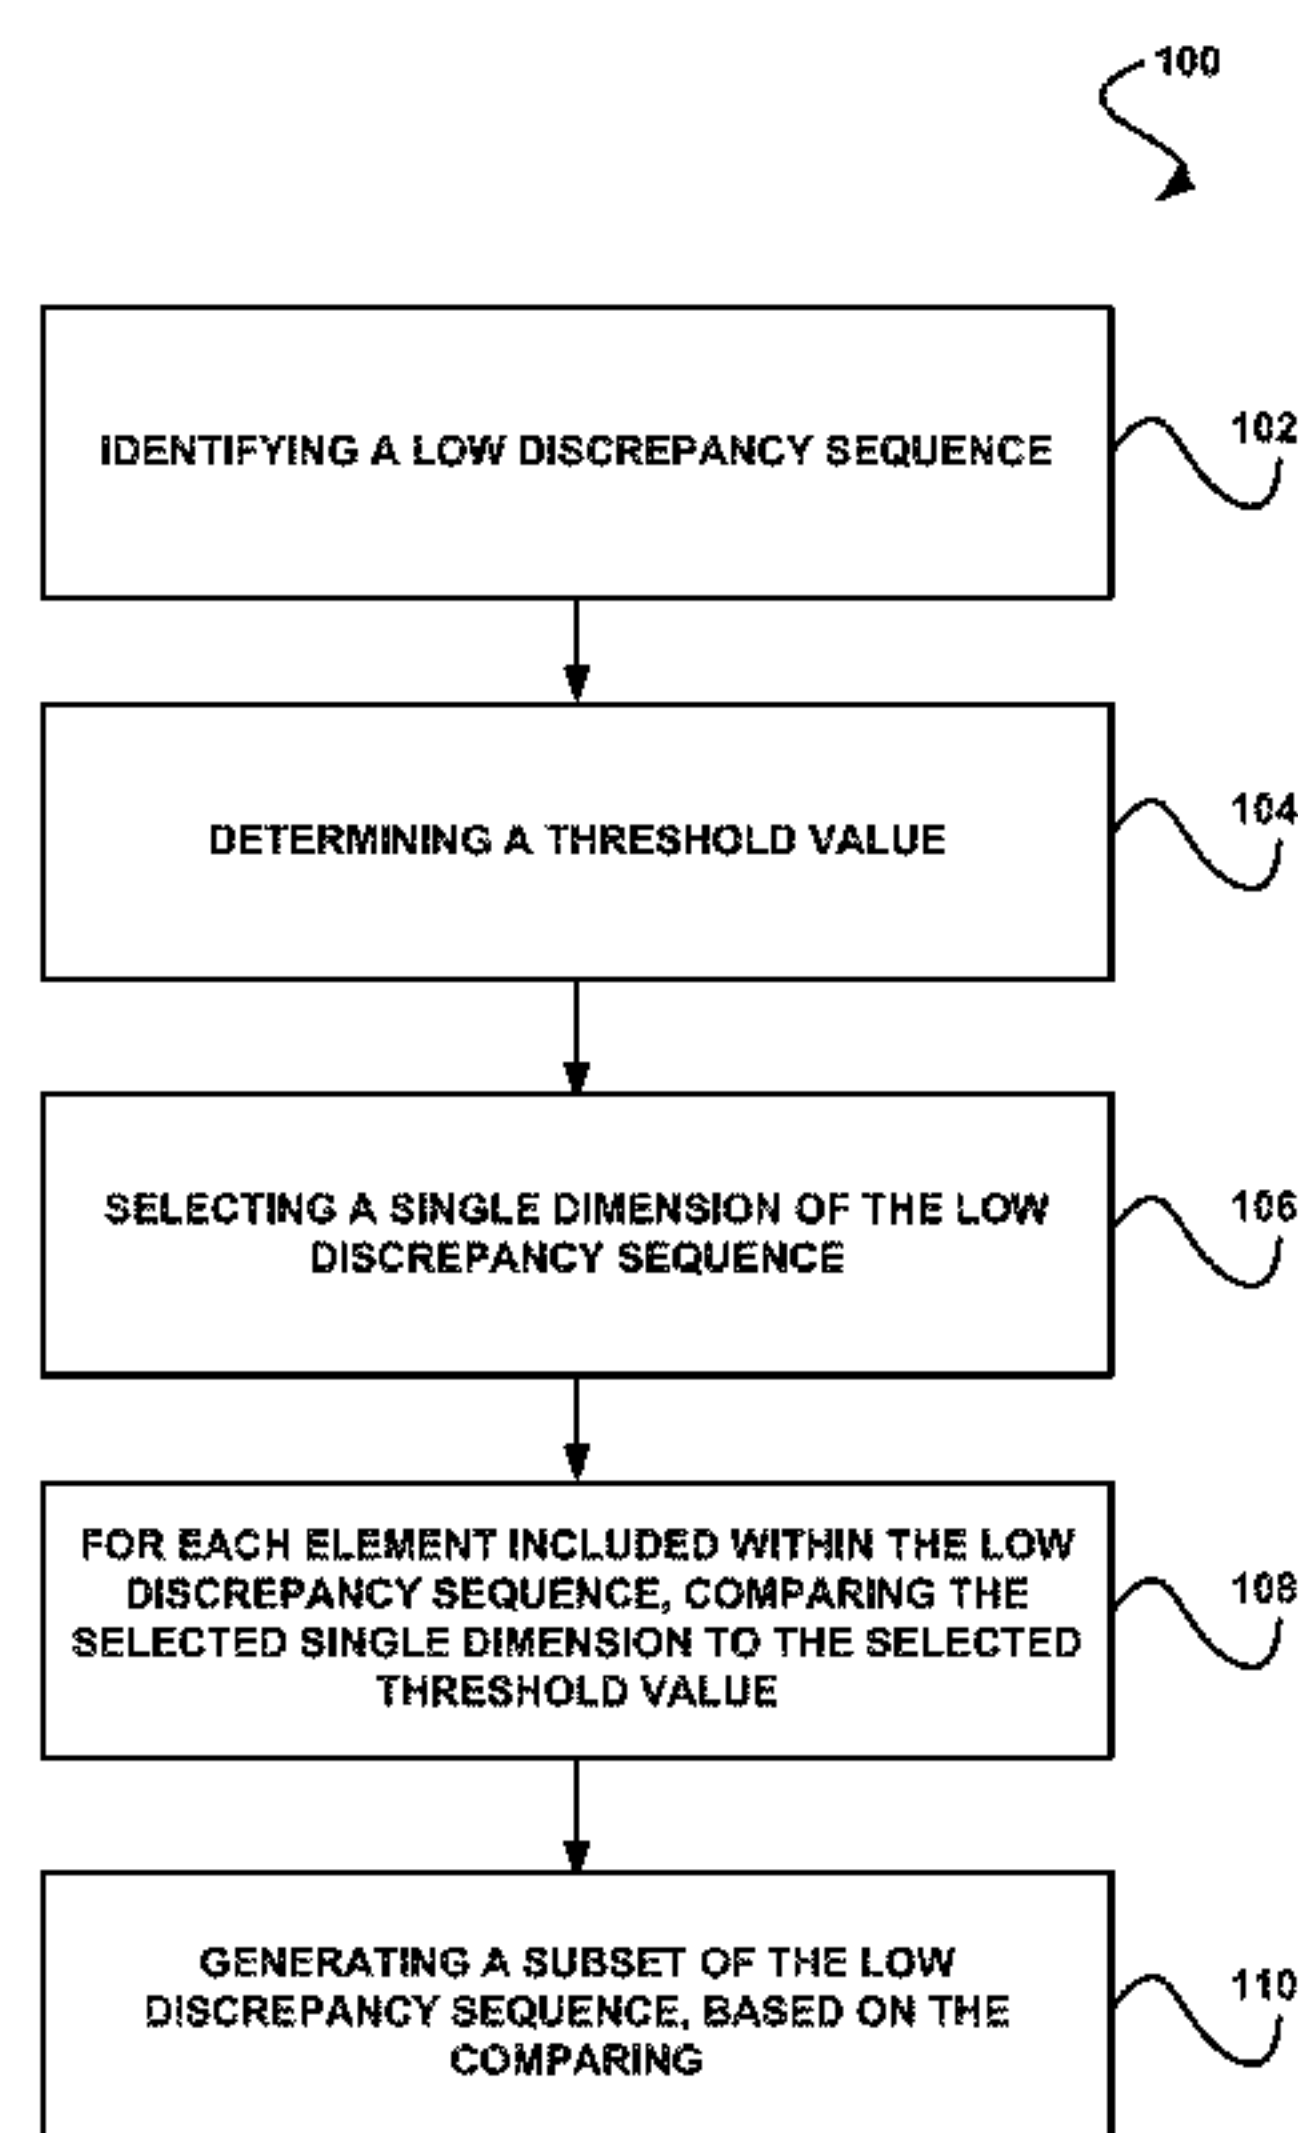 100
IDENTIFYING A LOW DISCREPANCY SEQUENCE
102
DETERMINING A THRESHOLD VALUE
104
SELECTING A SINGLE DIMENSION OF THE LOW
DISCREPANCY SEQUENCE
106
FOR EACH ELEMENT INCLUDED WITHIN THE LOW
DISCREPANCY SEQUENCE, COMPARING THE
SELECTED SINGLE DIMENSION TO THE SELECTED
THRESHOLD VALUE
108
GENERATING A SUBSET OF THE LOW
DISCREPANCY SEQUENCE, BASED ON THE
COMPARING
110